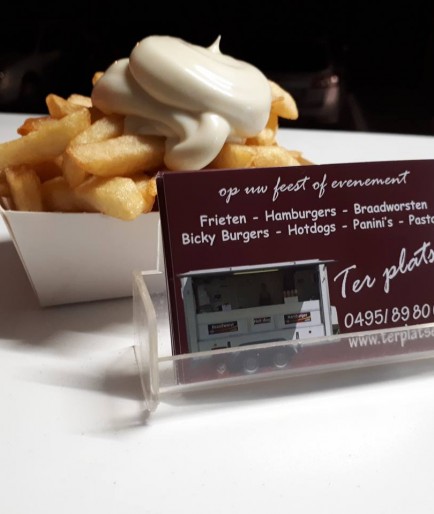 op uw feest of evenement
Frieten - Hamburgers - Braadworsten
Bicky Burgers - Hotdogs - Panini's - Pasta
Ter plats
0495/ 89 80
www.terplats